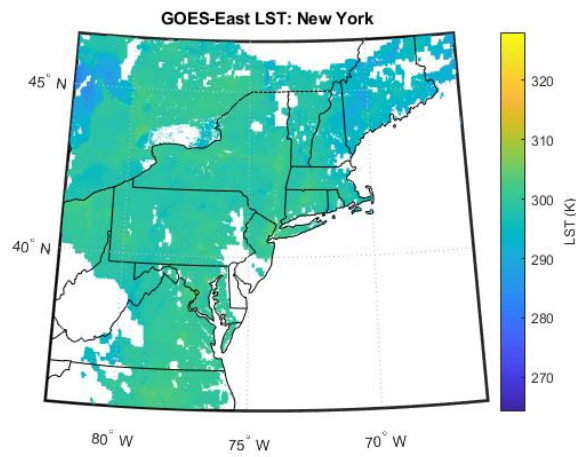 GOES-East LST: New York
45° N
40° N
80° W
75° W
70° W
320
310
300
290
280
270
LST (K)